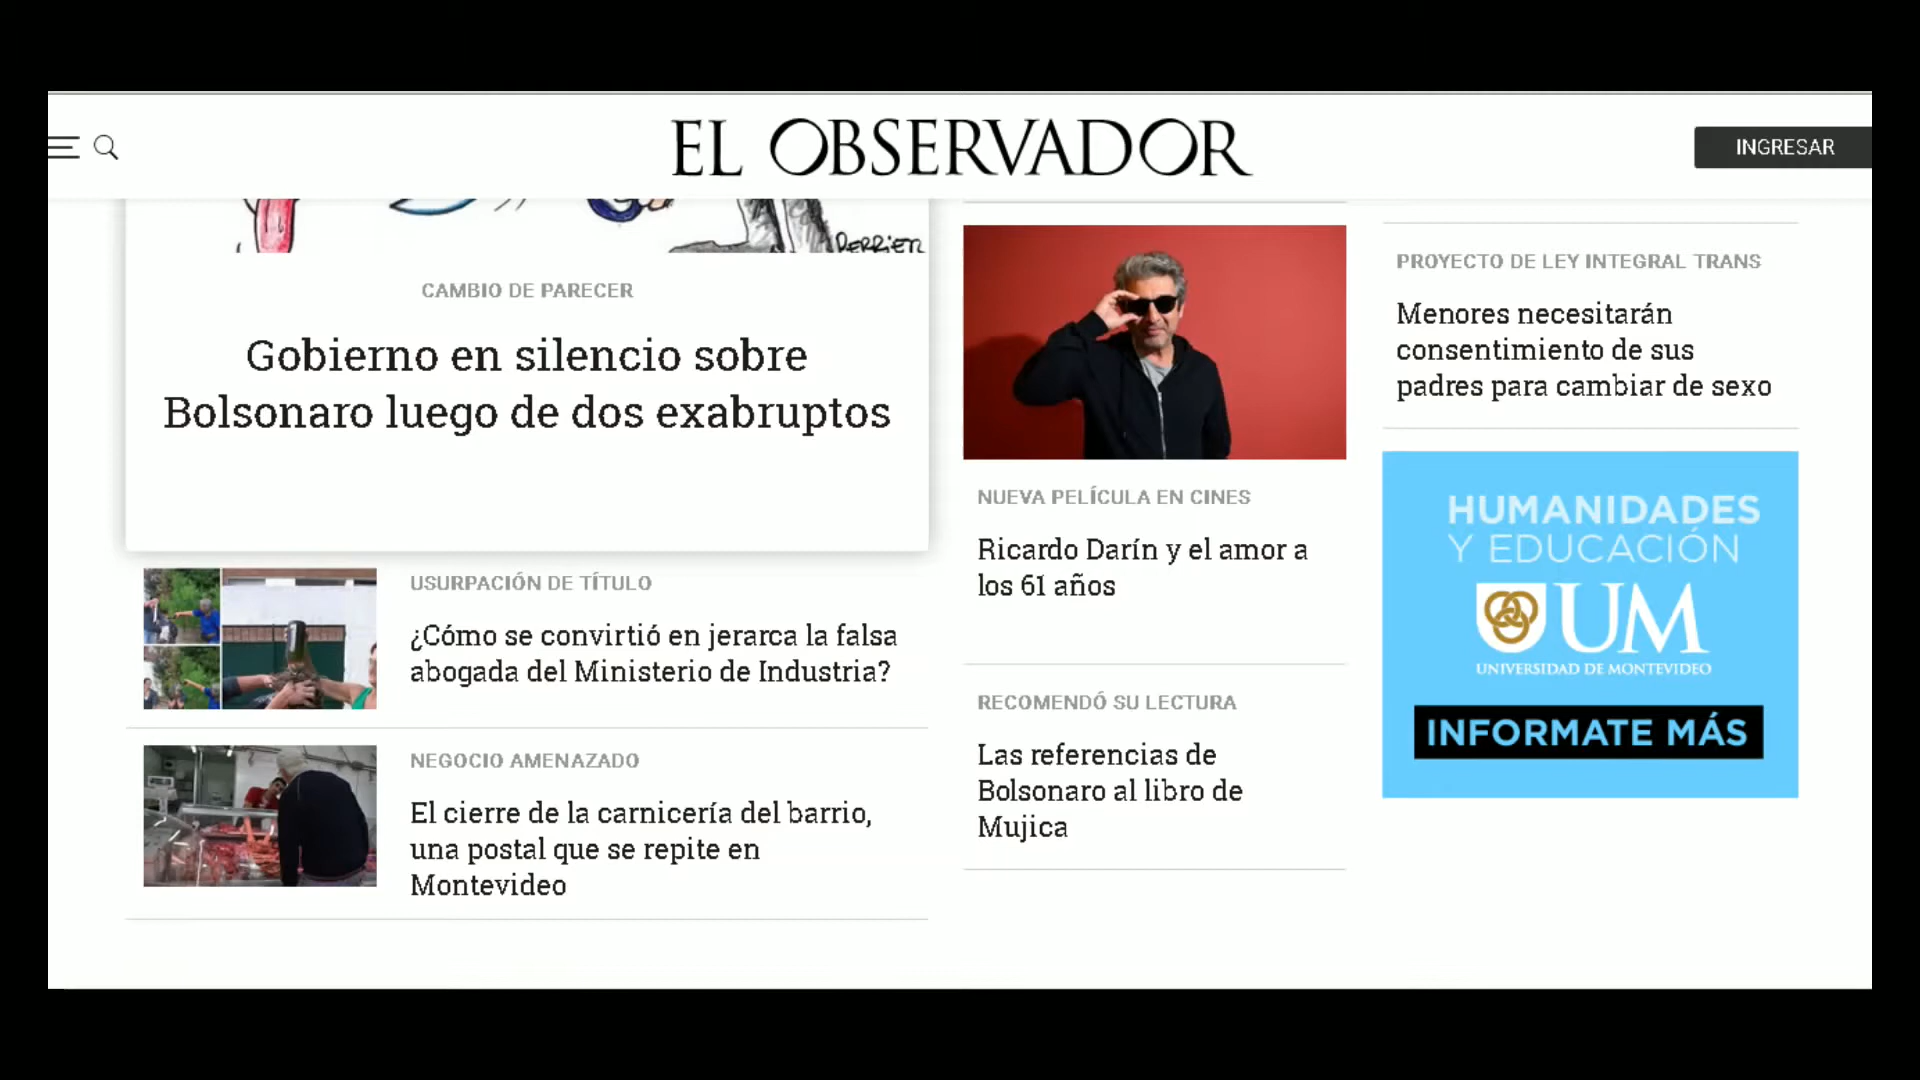 EL OBSERVADOR
INGRESAR
PERRIER
CAMBIO DE PARECER
Gobierno en silencio sobre
Bolsonaro luego de dos exabruptos
USURPACIÓN DE TÍTULO
¿Cómo se convirtió en jerarca la falsa
abogada del Ministerio de Industria?
NEGOCIO AMENAZADO
El cierre de la carnicería del barrio,
una postal que se repite en
Montevideo
NUEVA PELÍCULA EN CINES
Ricardo Darín y el amor a
los 61 años
RECOMENDÓ SU LECTURA
Las referencias de
Bolsonaro al libro de
Mujica
PROYECTO DE LEY INTEGRAL TRANS
Menores necesitarán
consentimiento de sus
padres para cambiar de sexo
HUMANIDADES
Y EDUCACIÓN
UM
UNIVERSIDAD DE MONTEVIDEO
INFORMATE MÁS